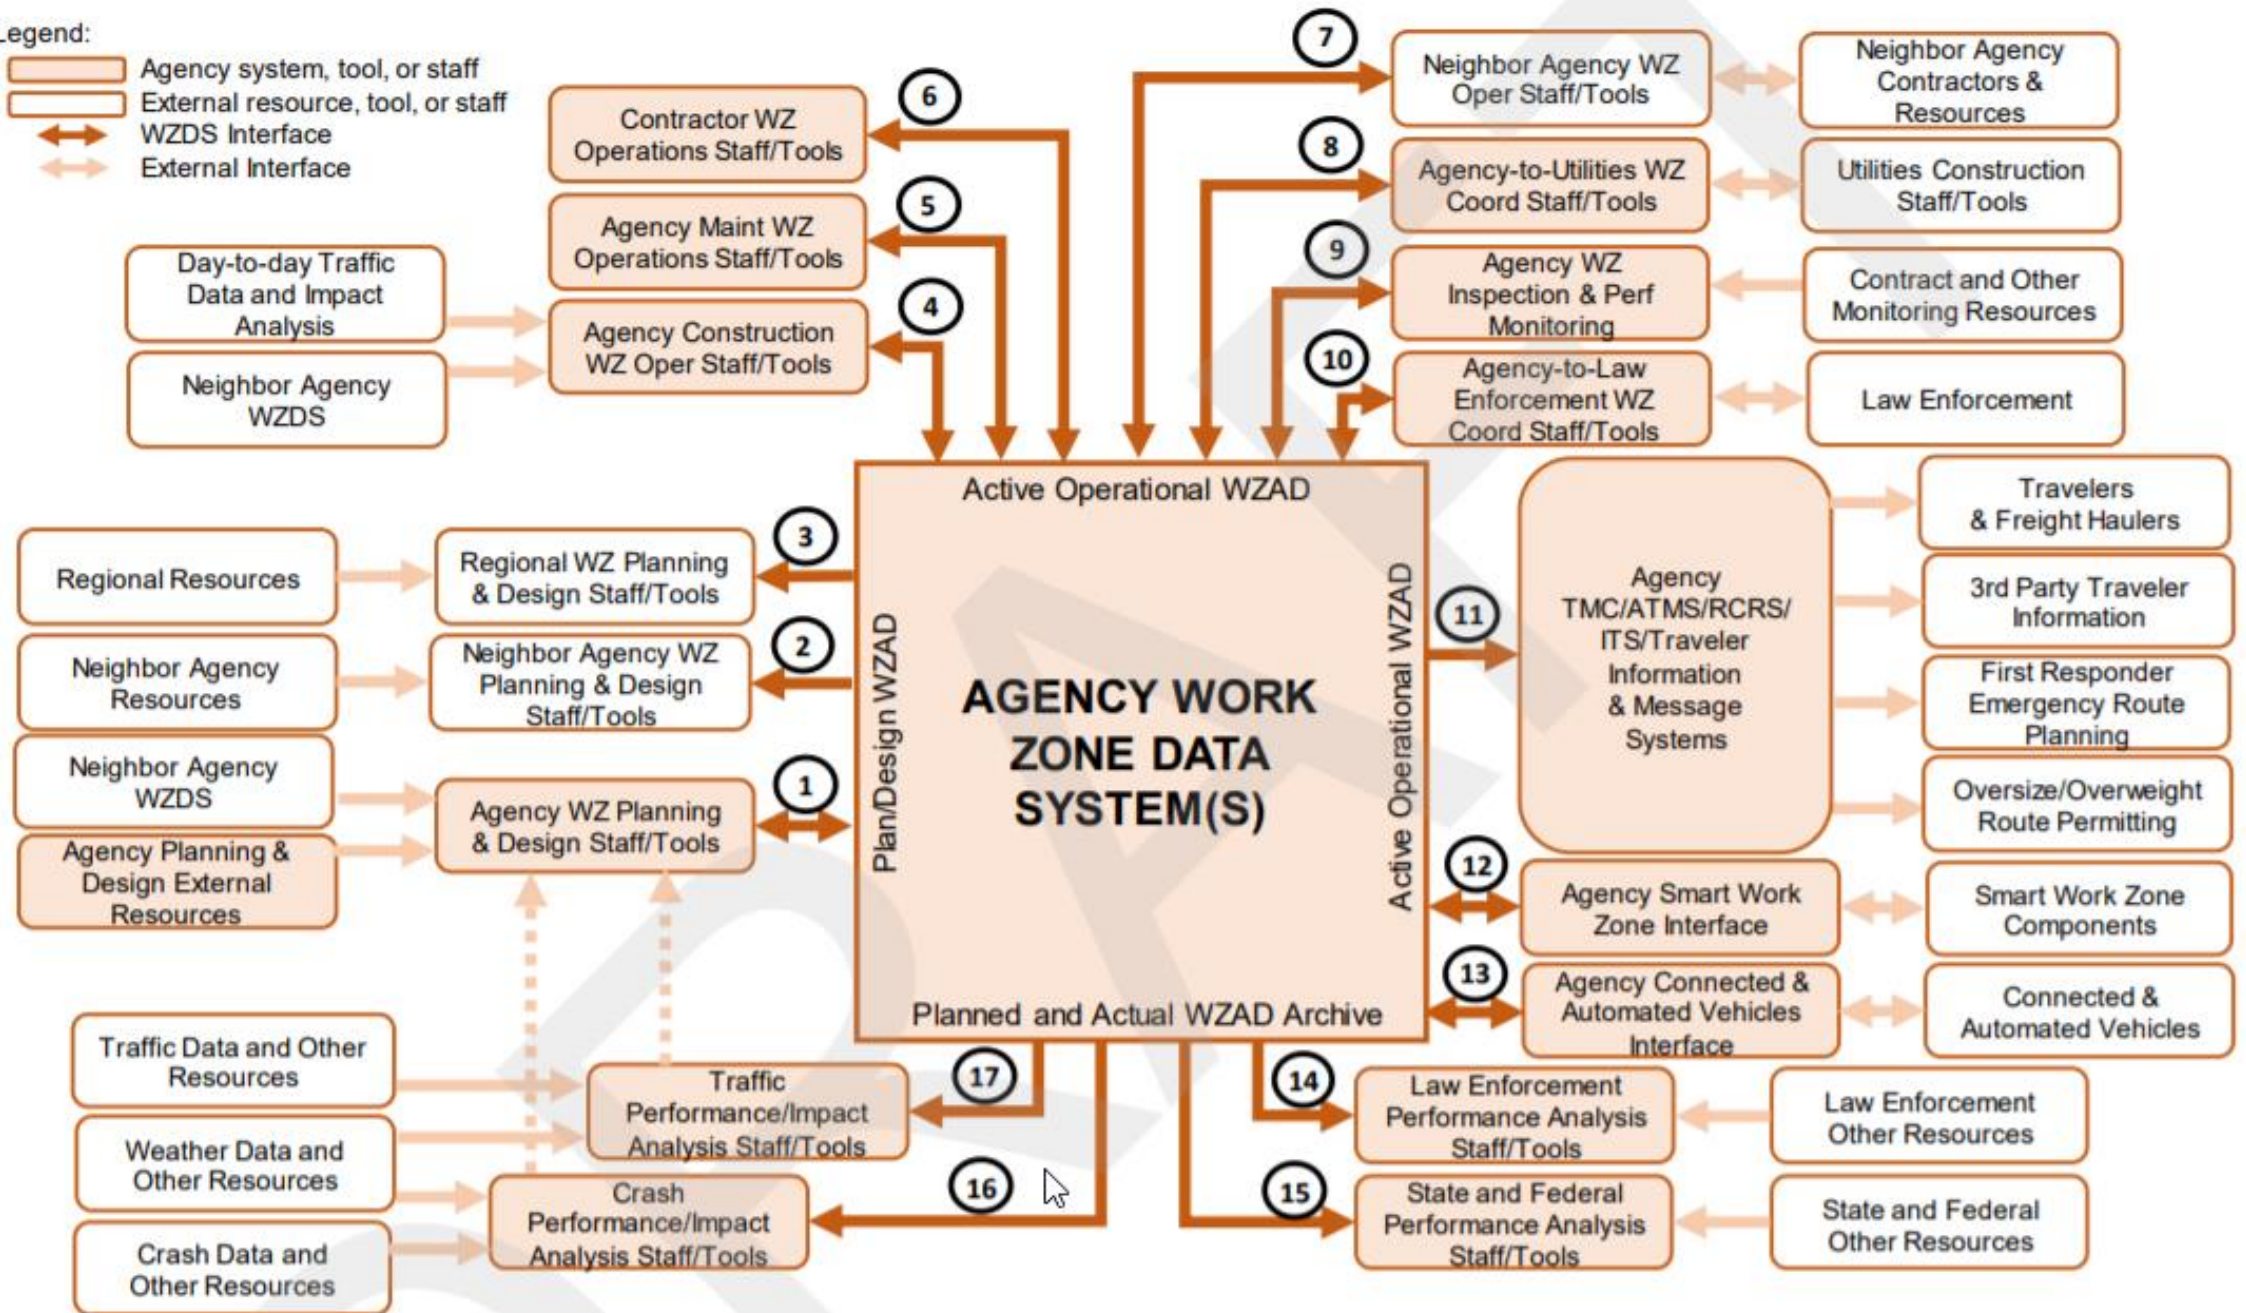 Legend:
Agency system, tool, or staff
External resource, tool, or staff
WZDS Interface
External Interface
6
Contractor WZ
Operations Staff/Tools
5
Agency Maint WZ
Operations Staff/Tools
4
Agency Construction
WZ Oper Staff/Tools
Day-to-day Traffic
Data and Impact
Analysis
Neighbor Agency
WZDS
7
Neighbor Agency WZ
Oper Staff/Tools
Neighbor Agency
Contractors &
Resources
8
Agency-to-Utilities WZ
Coord Staff/Tools
Utilities Construction
Staff/Tools
9
Agency WZ
Inspection & Perf
Monitoring
Contract and Other
Monitoring Resources
10
Agency-to-Law
Enforcement WZ
Coord Staff/Tools
Law Enforcement
Active Operational WZAD
Plan/Design WZAD
AGENCY WORK
ZONE DATA
SYSTEM(S)
Active Operational WZAD
Planned and Actual WZAD Archive
Regional Resources
Regional WZ Planning
& Design Staff/Tools
3
Neighbor Agency
Resources
Neighbor Agency WZ
Planning & Design
Staff/Tools
2
Neighbor Agency
WZDS
Agency Planning &
Design External
Resources
Agency WZ Planning
& Design Staff/Tools
1
11
Agency
TMC/ATMS/RCRS/
ITS/Traveler
Information
& Message
Systems
Travelers
& Freight Haulers
3rd Party Traveler
Information
First Responder
Emergency Route
Planning
Oversize/Overweight
Route Permitting
12
Agency Smart Work
Zone Interface
Smart Work Zone
Components
13
Agency Connected &
Automated Vehicles
Interface
Connected &
Automated Vehicles
Traffic Data and Other
Resources
Weather Data and
Other Resources
Crash Data and
Other Resources
Traffic
Performance/Impact
Analysis Staff/Tools
17
Crash
Performance/Impact
Analysis Staff/Tools
16
14
Law Enforcement
Performance Analysis
Staff/Tools
Law Enforcement
Other Resources
15
State and Federal
Performance Analysis
Staff/Tools
State and Federal
Other Resources
DRAFT